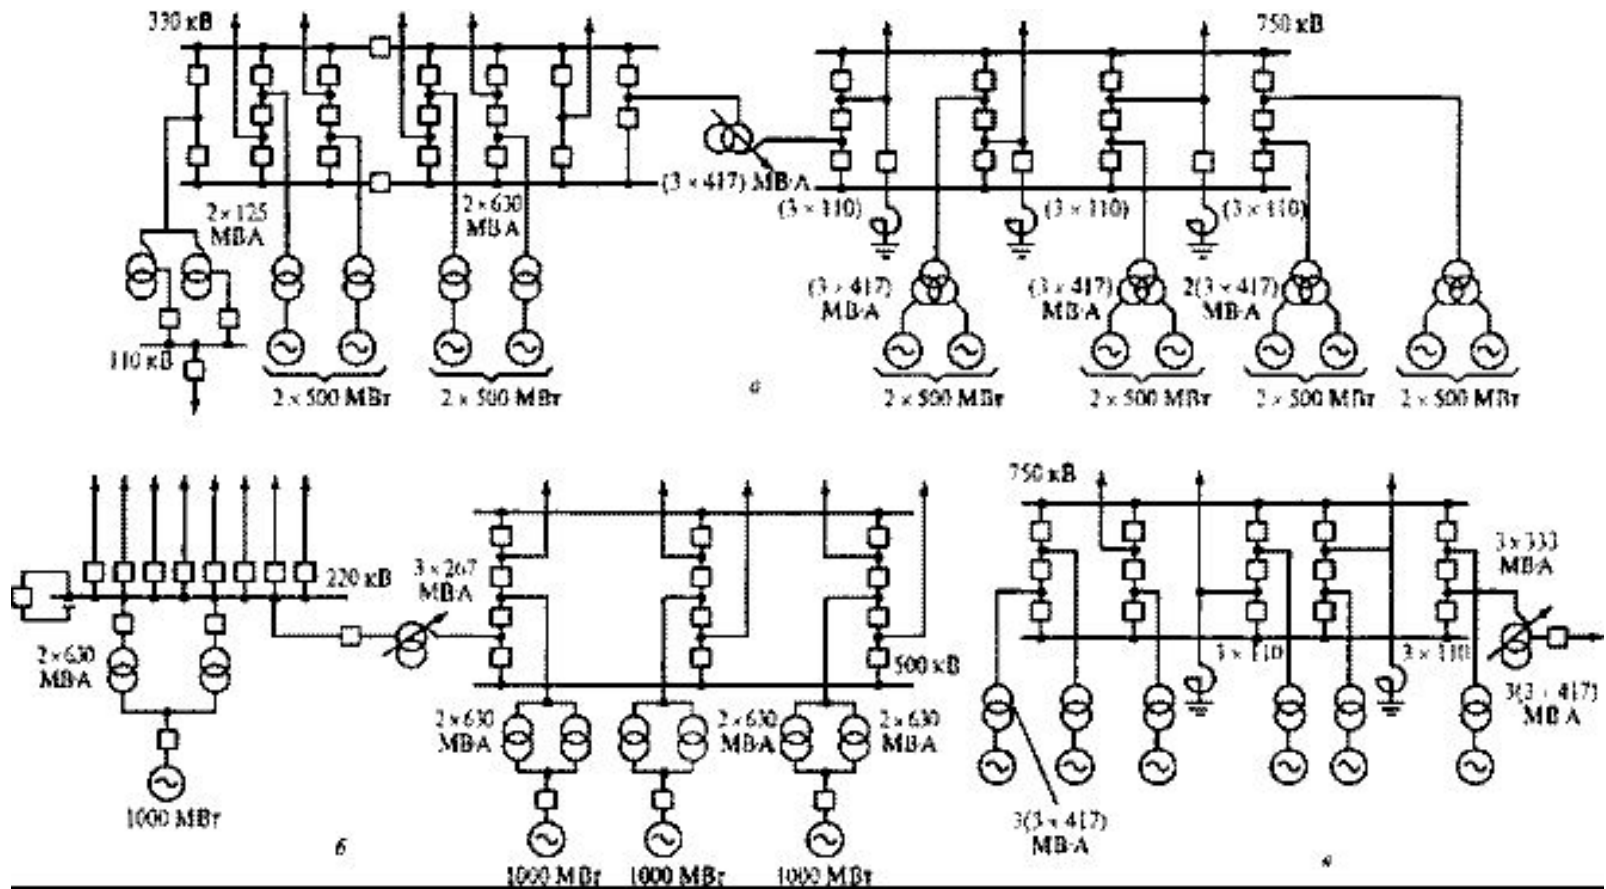 330 кВ
750 кВ
2 × 125
МВ·А
2 × 630
МВ·А
(3 × 417) МВ·А
(3 × 110)
(3 × 110)
(3 × 110)
(3 × 417)
МВ·А
(3 × 417)
МВ·А
2(3 × 417)
МВ·А
110 кВ
2 × 500 МВт
2 × 500 МВт
а
2 × 500 МВт
2 × 500 МВт
2 × 500 МВт
2 × 500 МВт
750 кВ
220 кВ
3 × 267
МВ·А
3 × 333
МВ·А
2 × 630
МВ·А
500 кВ
3 × 110
3 × 110
3(3 × 417)
МВ·А
2 × 630
МВ·А
2 × 630
МВ·А
2 × 630
МВ·А
1000 МВт
3(3 × 417)
МВ·А
б
в
1000 МВт
1000 МВт
1000 МВт